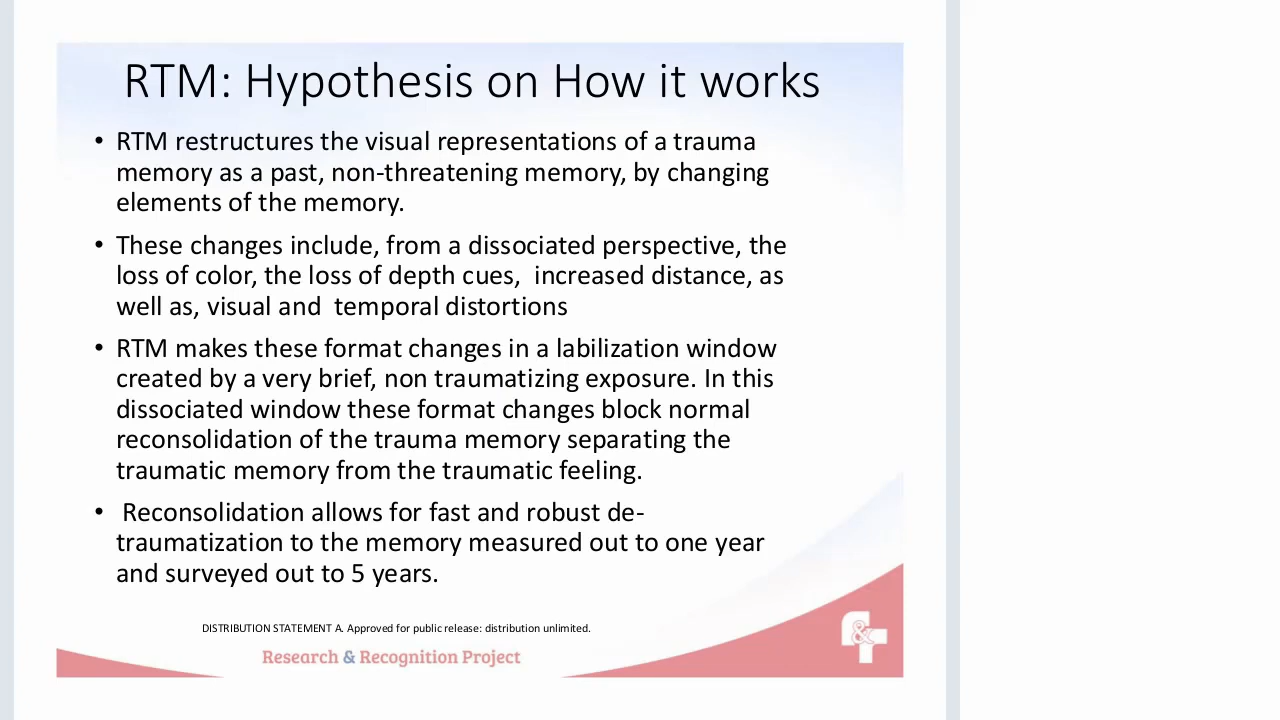 RTM: Hypothesis on How it works
• RTM restructures the visual representations of a trauma
memory as a past, non-threatening memory, by changing
elements of the memory.
• These changes include, from a dissociated perspective, the
loss of color, the loss of depth cues,  increased distance, as
well as, visual and  temporal distortions
• RTM makes these format changes in a labilization window
created by a very brief, non traumatizing exposure. In this
dissociated window these format changes block normal
reconsolidation of the trauma memory separating the
traumatic memory from the traumatic feeling.
•  Reconsolidation allows for fast and robust de-
traumatization to the memory measured out to one year
and surveyed out to 5 years.
DISTRIBUTION STATEMENT A. Approved for public release: distribution unlimited.
Research & Recognition Project